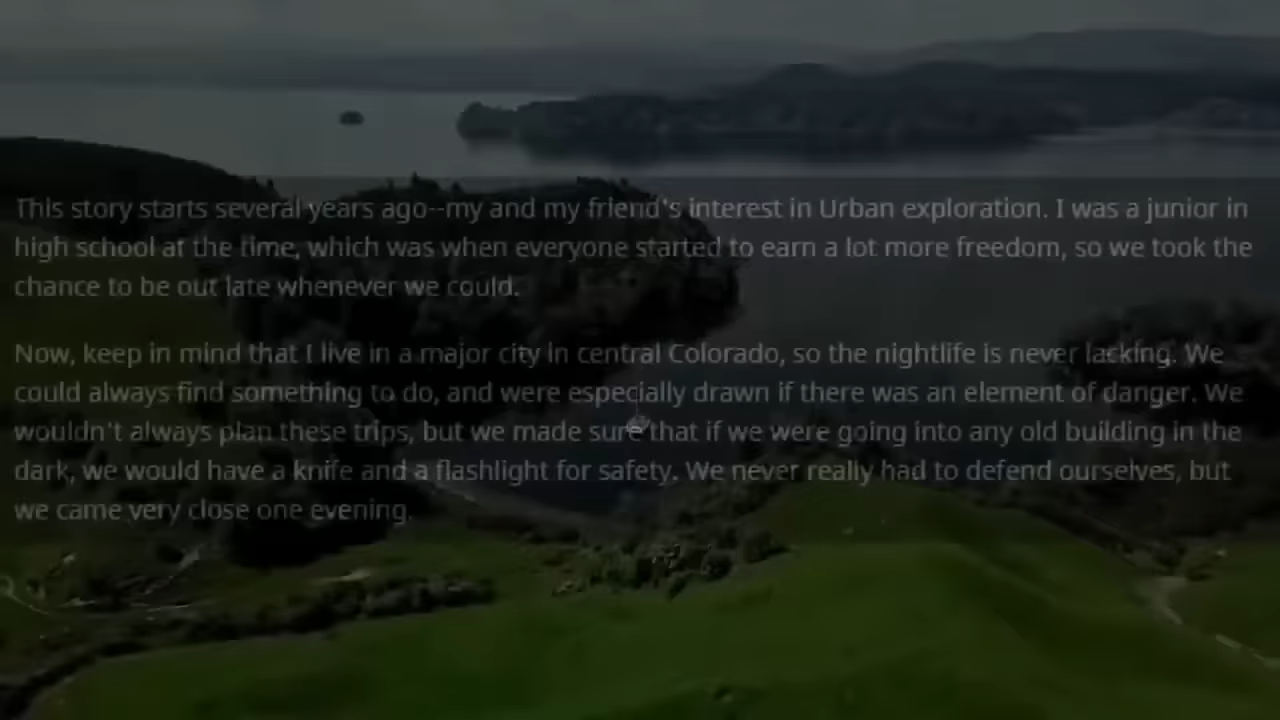 This story starts several years ago--my and my friend's interest in Urban exploration. I was a junior in
high school at the time, which was when everyone started to earn a lot more freedom, so we took the
chance to be out late whenever we could.
Now, keep in mind that I live in a major city in central Colorado, so the nightlife is never lacking. We
could always find something to do, and were especially drawn if there was an element of danger. We
wouldn't always plan these trips, but we made sure that if we were going into any old building in the
dark, we would have a knife and a flashlight for safety. We never really had to defend ourselves, but
we came very close one evening.